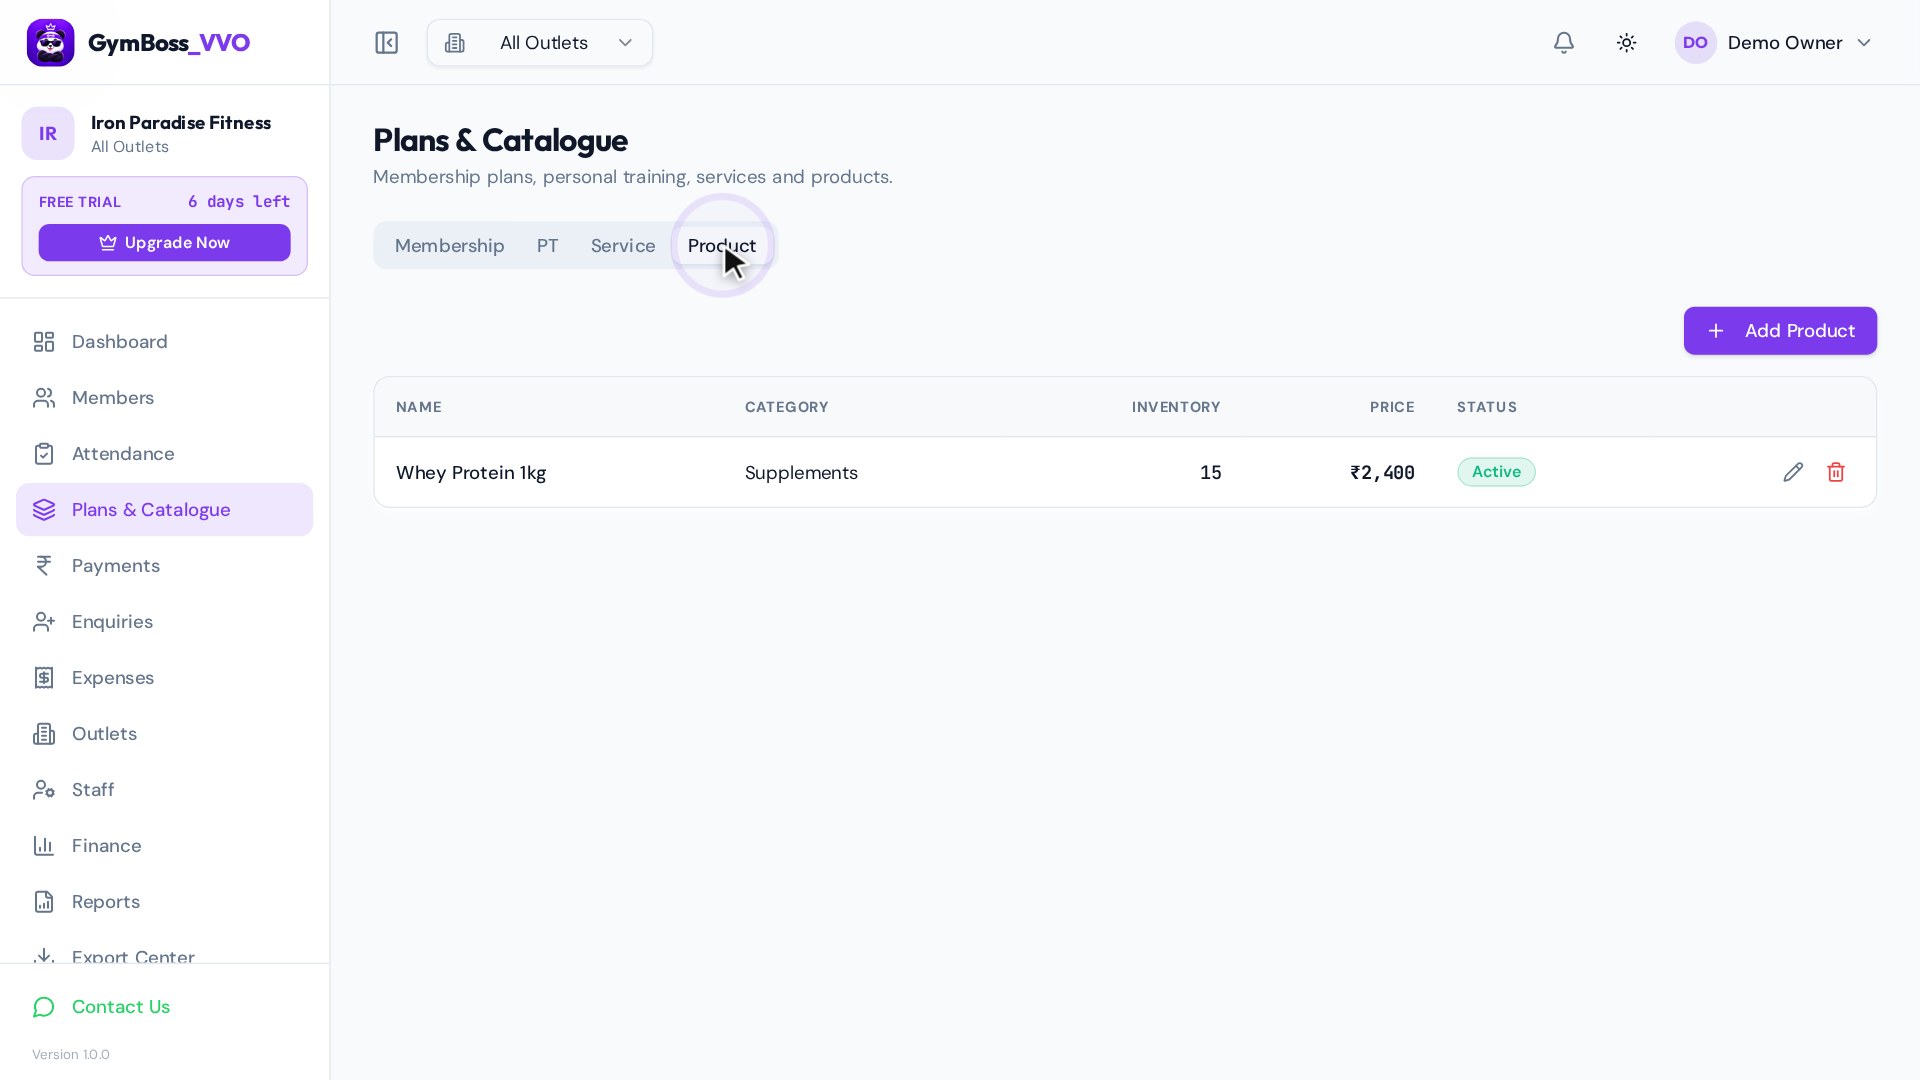 GymBoss_VVO
All Outlets
DO
Demo Owner
IR
Iron Paradise Fitness
All Outlets
FREE TRIAL
6 days left
Upgrade Now
Dashboard
Members
Attendance
Plans & Catalogue
Payments
Enquiries
Expenses
Outlets
Staff
Finance
Reports
Export Center
Contact Us
Version 1.0.0
Plans & Catalogue
Membership plans, personal training, services and products.
Membership PT Service Product
Add Product
NAME CATEGORY INVENTORY PRICE STATUS
Whey Protein 1kg Supplements 15 ₹2,400 Active